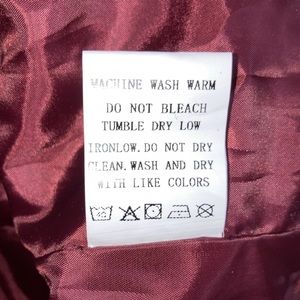 MACHINE WASH WARM
DO NOT BLEACH
TUMBLE DRY LOW
IRONLOW. DO NOT DRY
CLEAN. WASH AND DRY
WITH LIKE COLORS